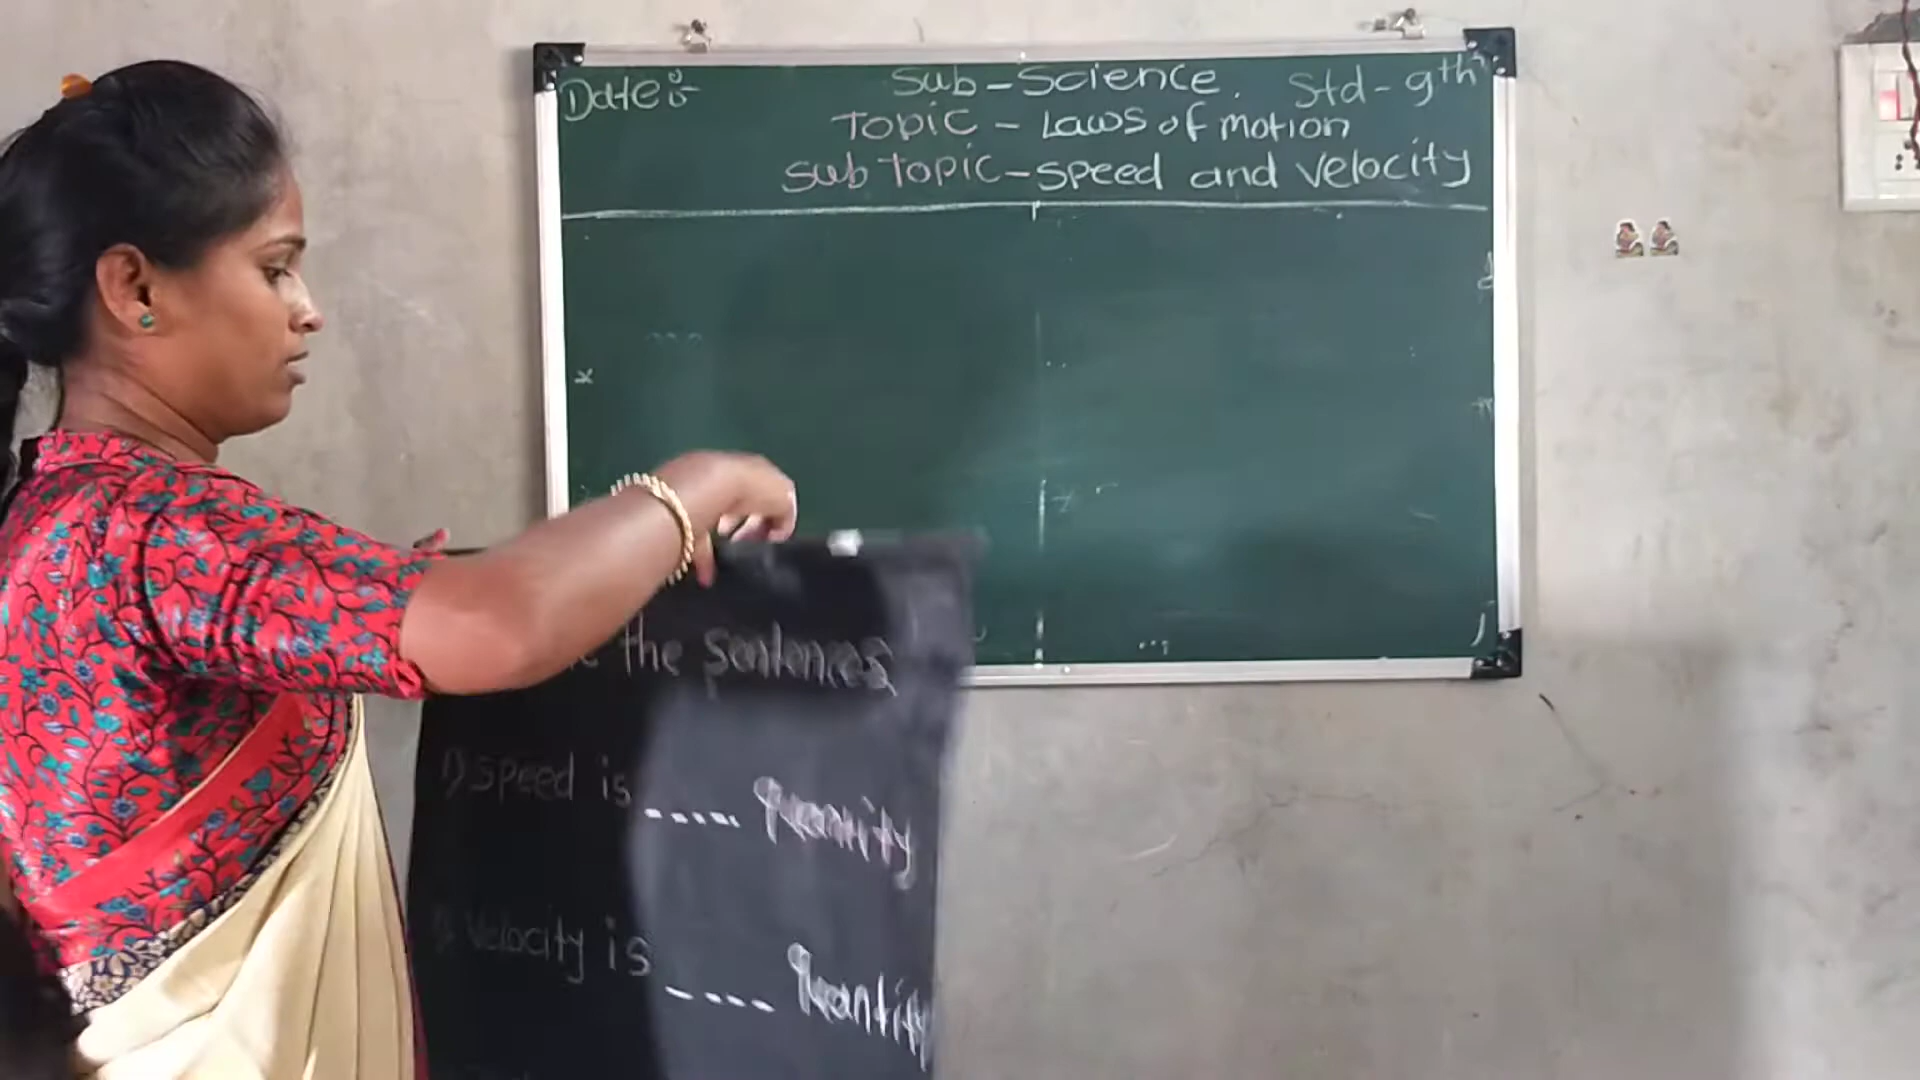 Date:-
Sub-Science. Std-9th
Topic - Laws of motion
Sub Topic-Speed and Velocity
the sentences
1) Speed is ..... Quantity
Velocity is ..... Quantity